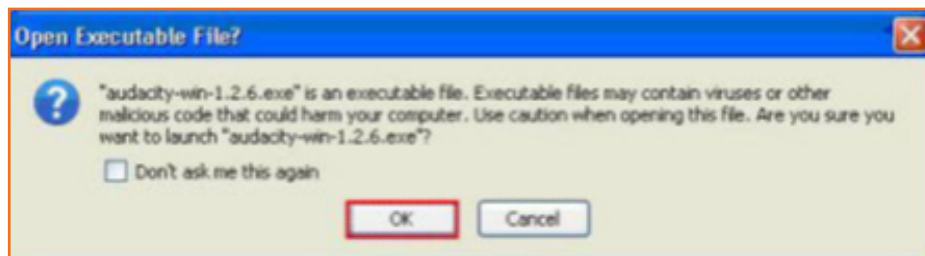 Open Executable File?
"audacity-win-1.2.6.exe" is an executable file. Executable files may contain viruses or other
malicious code that could harm your computer. Use caution when opening this file. Are you sure you
want to launch "audacity-win-1.2.6.exe"?
Don't ask me this again
OK Cancel